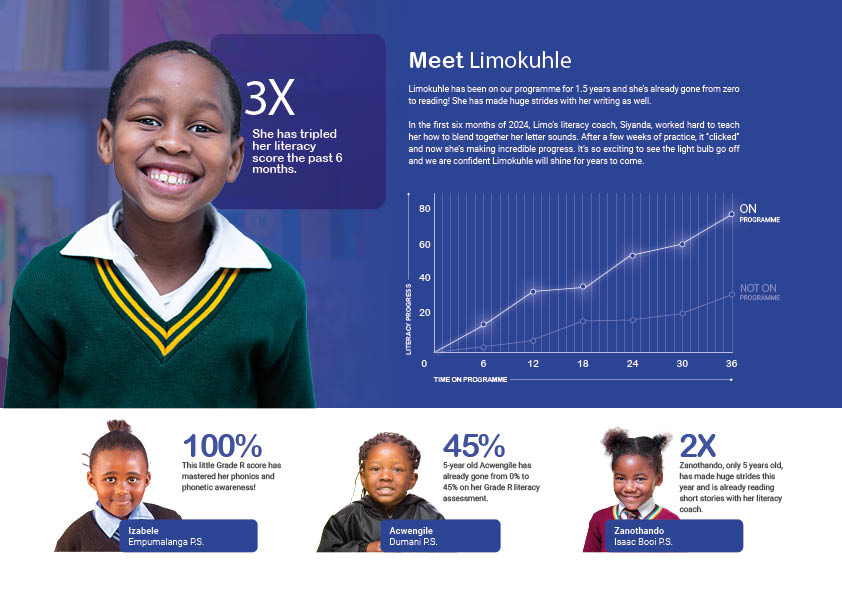 3X
She has tripled
her literacy
score the past 6
months.
Meet Limokuhle
Limokuhle has been on our programme for 1.5 years and she's already gone from zero
to reading! She has made huge strides with her writing as well.
In the first six months of 2024, Limo's literacy coach, Siyanda, worked hard to teach
her how to blend together her letter sounds. After a few weeks of practice, it "clicked"
and now she's making incredible progress. It's so exciting to see the light bulb go off
and we are confident Limokuhle will shine for years to come.
80
60
40
20
0
6
12
18
24
30
36
LITERACY PROGRESS
TIME ON PROGRAMME
ON
PROGRAMME
NOT ON
PROGRAMME
100%
This little Grade R score has
mastered her phonics and
phonetic awareness!
Izabele
Empumalanga P.S.
45%
5-year old Acwengile has
already gone from 0% to
45% on her Grade R literacy
assessment.
Acwengile
Dumani P.S.
2X
Zanothando, only 5 years old,
has made huge strides this
year and is already reading
short stories with her literacy
coach.
Zanothando
Isaac Booi P.S.